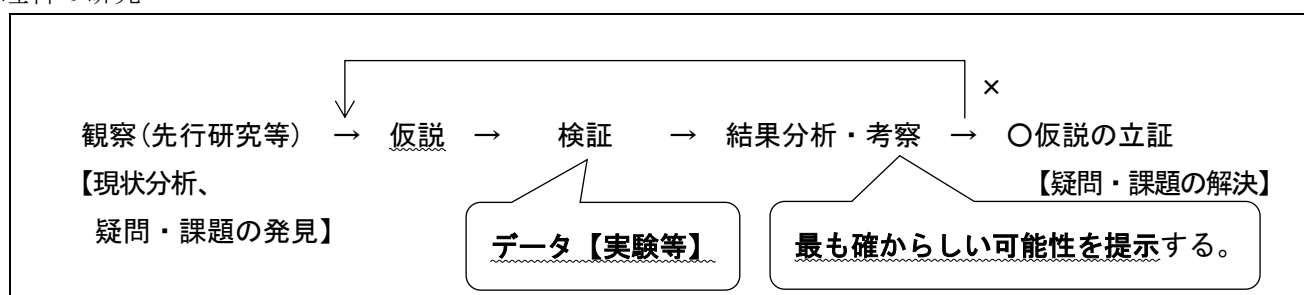 ×
観察(先行研究等) → 仮説 → 検証 → 結果分析・考察 → 〇仮説の立証
【現状分析、 【疑問・課題の解決】
疑問・課題の発見】
データ【実験等】 最も確からしい可能性を提示する。